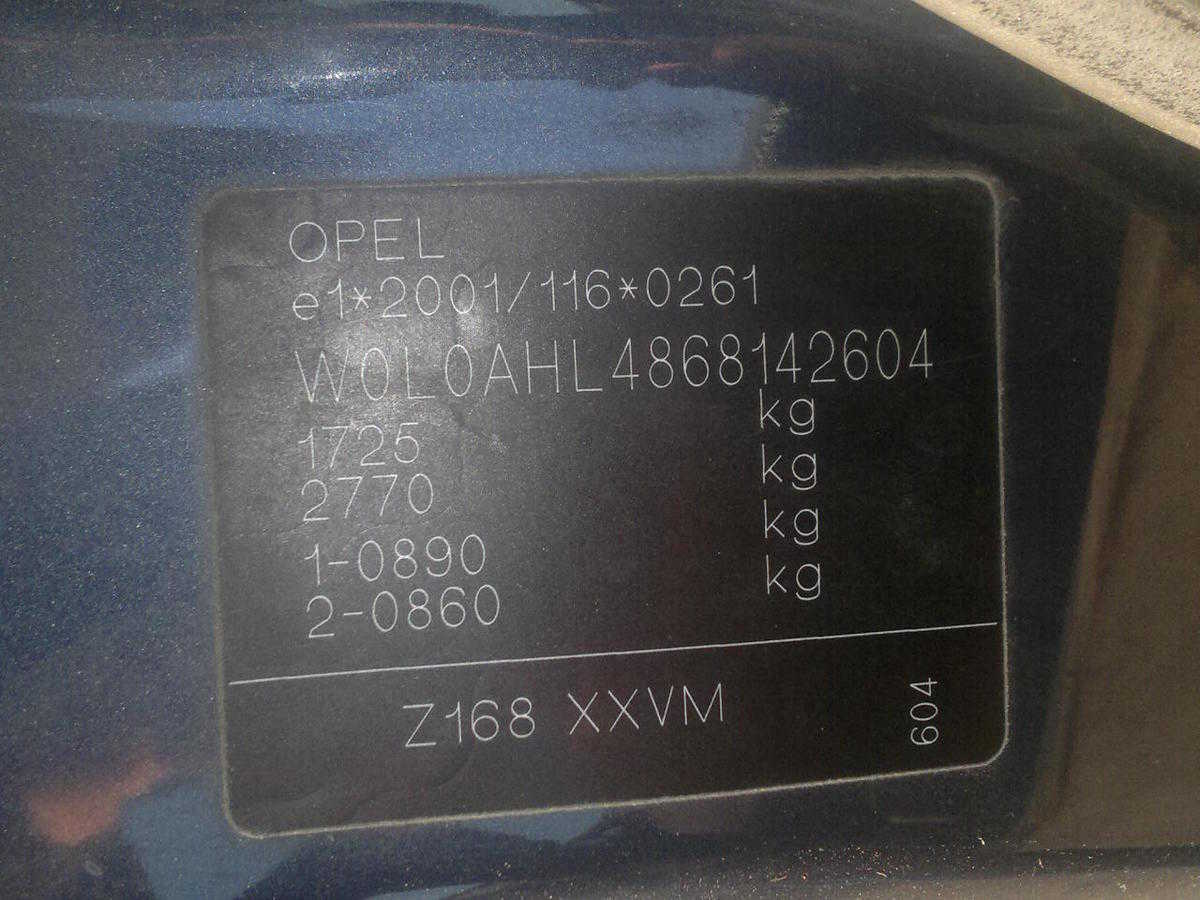 OPEL
e1*2001/116*0261
W0L0AHL4868142604
1725 kg
2770 kg
1-0890 kg
2-0860 kg
Z168 XXVM
604